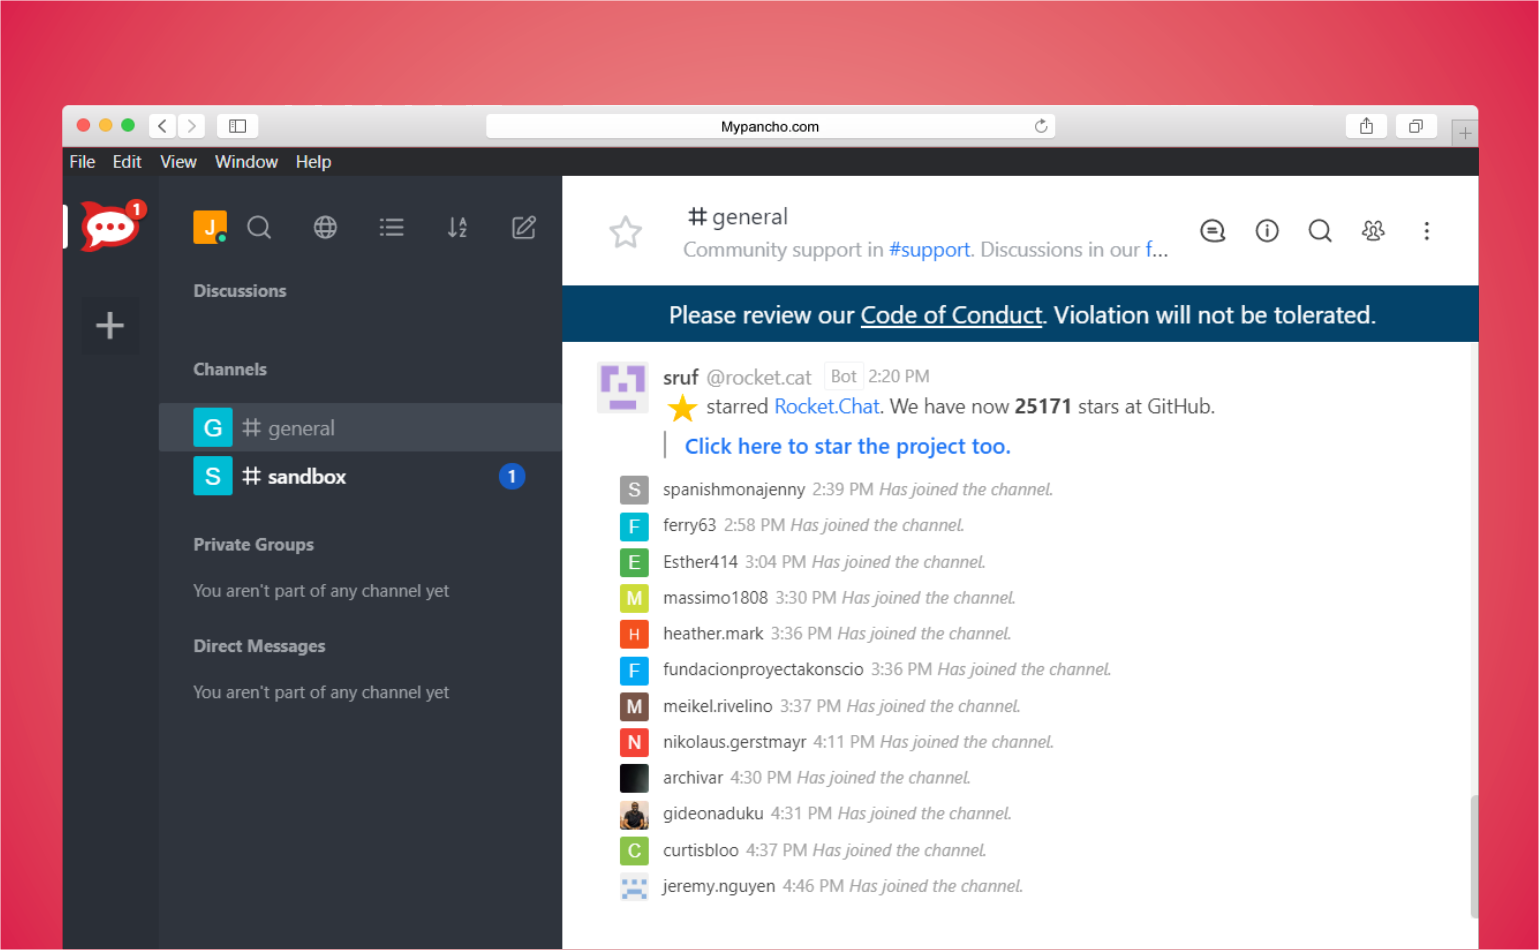 Mypancho.com
File Edit View Window Help
1
J
A
Z
Discussions
Channels
G # general
S # sandbox 1
Private Groups
You aren't part of any channel yet
Direct Messages
You aren't part of any channel yet
# general
Community support in #support. Discussions in our f...
Please review our Code of Conduct. Violation will not be tolerated.
sruf @rocket.cat Bot 2:20 PM
starred Rocket.Chat. We have now 25171 stars at GitHub.
Click here to star the project too.
S spanishmonajenny 2:39 PM Has joined the channel.
F ferry63 2:58 PM Has joined the channel.
E Esther414 3:04 PM Has joined the channel.
M massimo1808 3:30 PM Has joined the channel.
H heather.mark 3:36 PM Has joined the channel.
F fundacionproyectakonscio 3:36 PM Has joined the channel.
M meikel.rivelino 3:37 PM Has joined the channel.
N nikolaus.gerstmayr 4:11 PM Has joined the channel.
archivar 4:30 PM Has joined the channel.
gideonaduku 4:31 PM Has joined the channel.
C curtisbloo 4:37 PM Has joined the channel.
jeremy.nguyen 4:46 PM Has joined the channel.